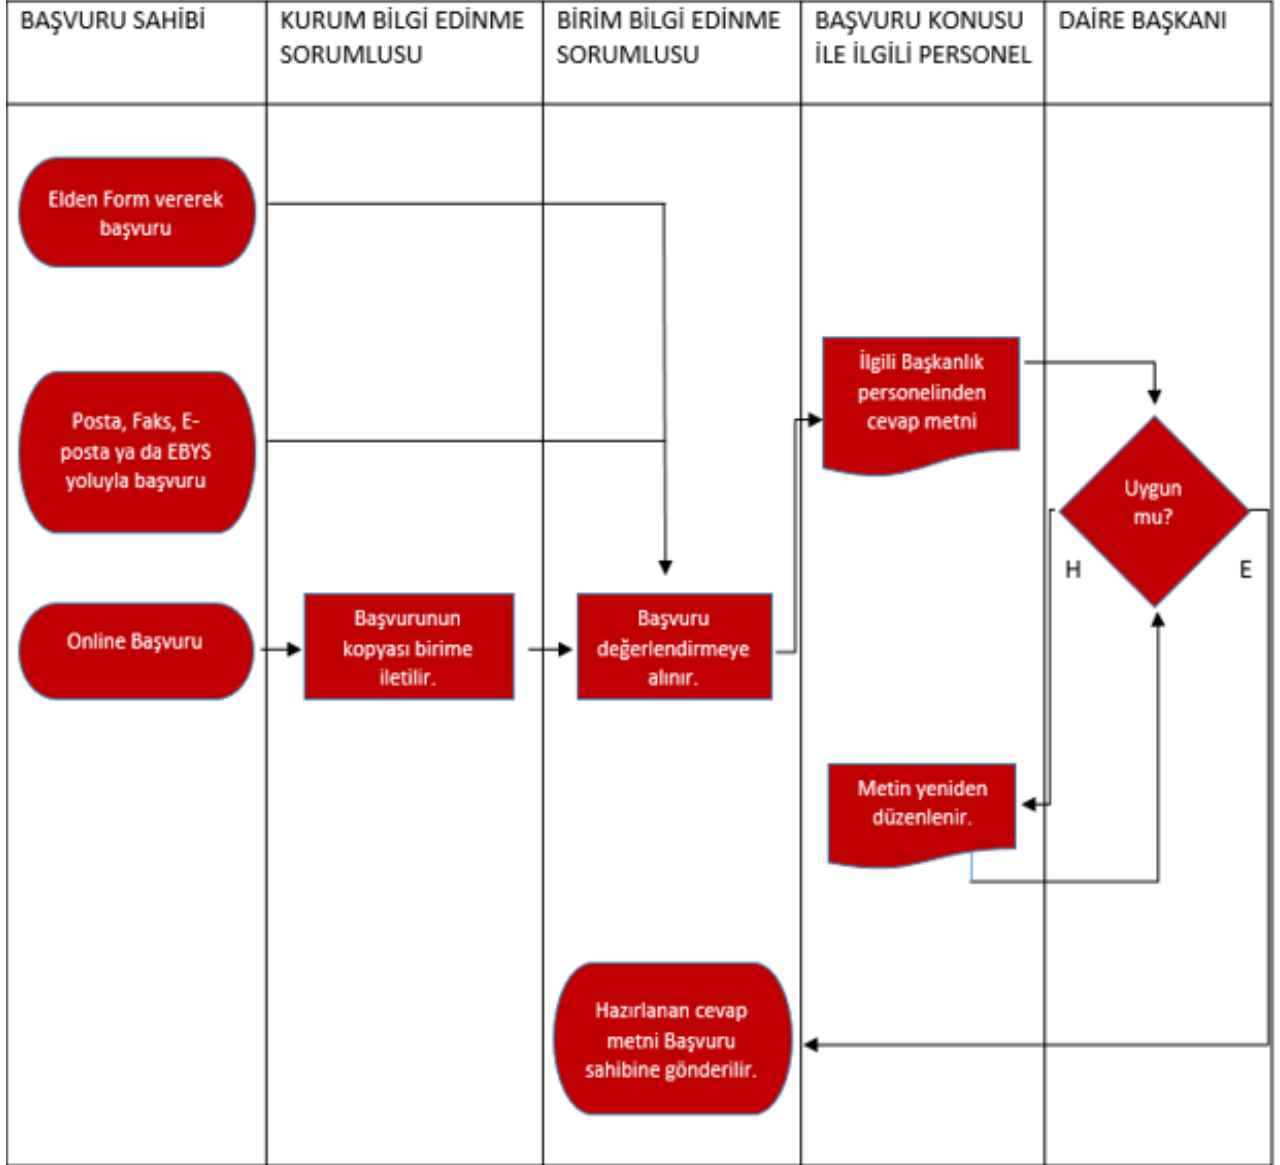 BAŞVURU SAHİBİ
KURUM BİLGİ EDİNME
SORUMLUSU
BİRİM BİLGİ EDİNME
SORUMLUSU
BAŞVURU KONUSU
İLE İLGİLİ PERSONEL
DAİRE BAŞKANI
Elden Form vererek
başvuru
Posta, Faks, E-
posta ya da EBYS
yoluyla başvuru
Online Başvuru
Başvurunun
kopyası birime
iletilir.
Başvuru
değerlendirmeye
alınır.
İlgili Başkanlık
personelinden
cevap metni
Uygun
mu?
H
E
Metin yeniden
düzenlenir.
Hazırlanan cevap
metni Başvuru
sahibine gönderilir.